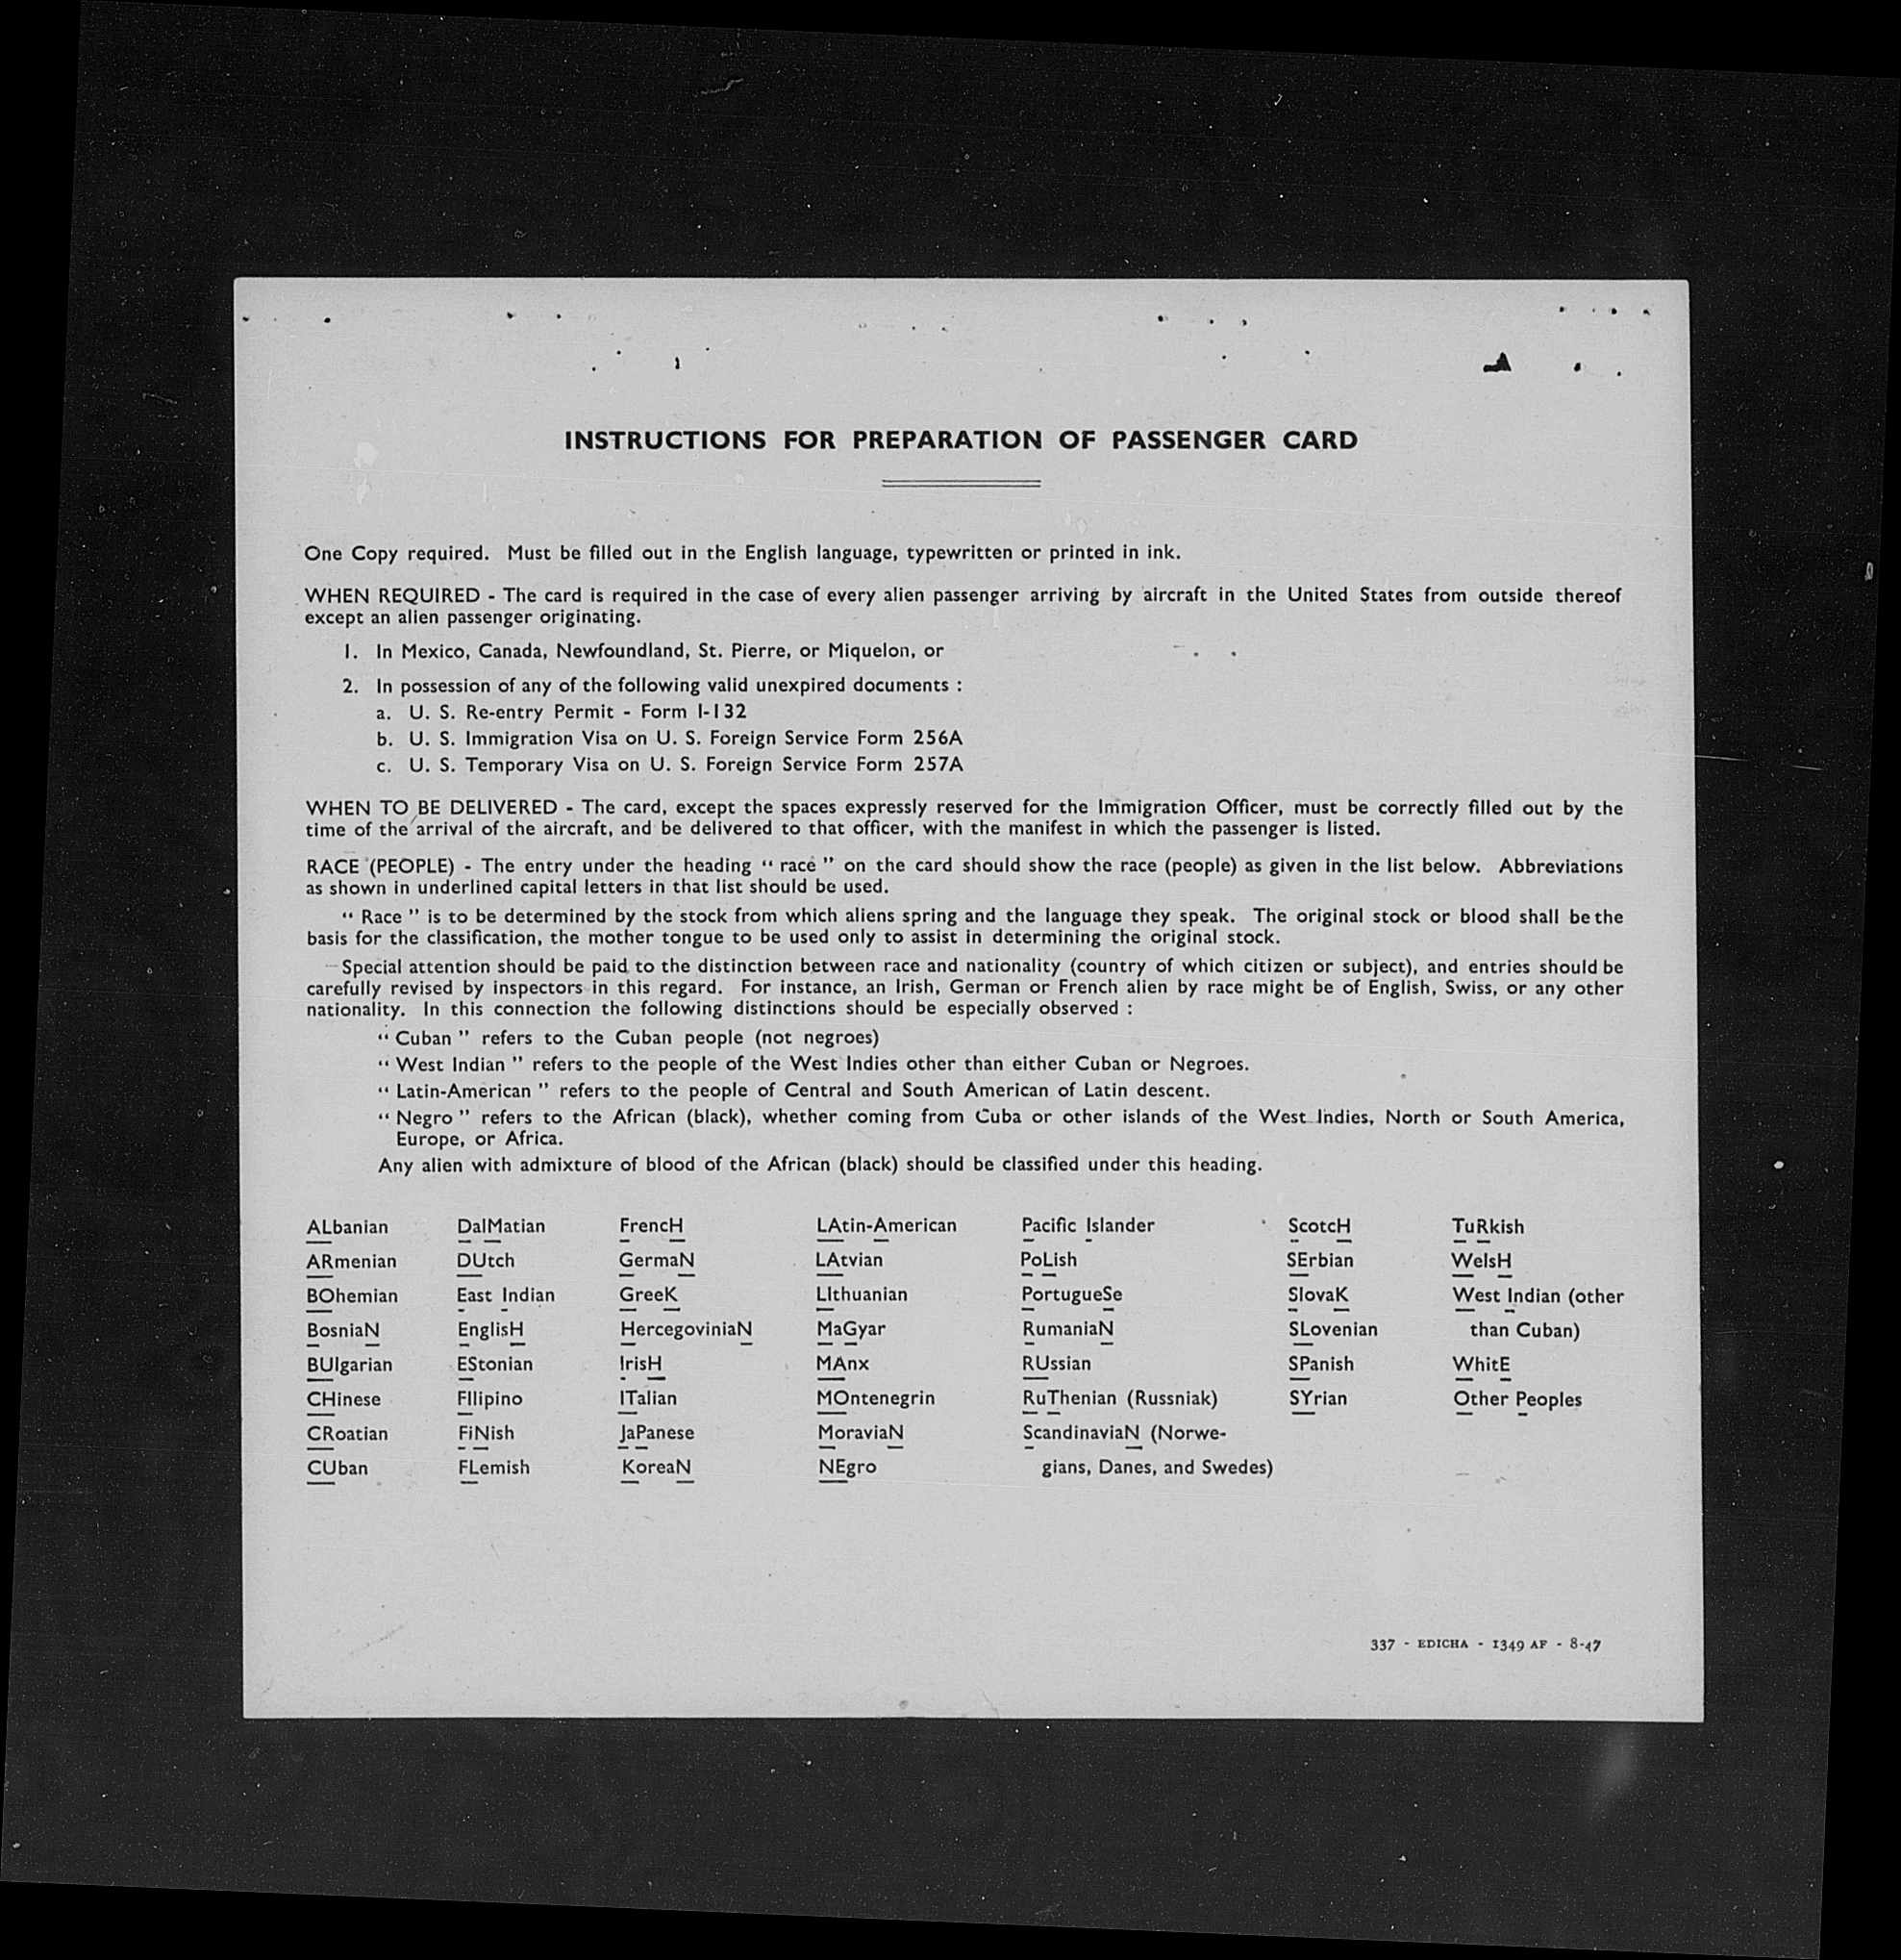 INSTRUCTIONS FOR PREPARATION OF PASSENGER CARD
One Copy required. Must be filled out in the English language, typewritten or printed in ink.
WHEN REQUIRED - The card is required in the case of every alien passenger arriving by aircraft in the United States from outside thereof
except an alien passenger originating.
1. In Mexico, Canada, Newfoundland, St. Pierre, or Miquelon, or
2. In possession of any of the following valid unexpired documents :
a. U. S. Re-entry Permit - Form I-132
b. U. S. Immigration Visa on U. S. Foreign Service Form 256A
c. U. S. Temporary Visa on U. S. Foreign Service Form 257A
WHEN TO BE DELIVERED - The card, except the spaces expressly reserved for the Immigration Officer, must be correctly filled out by the
time of the arrival of the aircraft, and be delivered to that officer, with the manifest in which the passenger is listed.
RACE (PEOPLE) - The entry under the heading “ race ” on the card should show the race (people) as given in the list below. Abbreviations
as shown in underlined capital letters in that list should be used.
“ Race ” is to be determined by the stock from which aliens spring and the language they speak. The original stock or blood shall be the
basis for the classification, the mother tongue to be used only to assist in determining the original stock.
Special attention should be paid to the distinction between race and nationality (country of which citizen or subject), and entries should be
carefully revised by inspectors in this regard. For instance, an Irish, German or French alien by race might be of English, Swiss, or any other
nationality. In this connection the following distinctions should be especially observed :
“ Cuban ” refers to the Cuban people (not negroes)
“ West Indian ” refers to the people of the West Indies other than either Cuban or Negroes.
“ Latin-American ” refers to the people of Central and South American of Latin descent.
“ Negro ” refers to the African (black), whether coming from Cuba or other islands of the West Indies, North or South America,
Europe, or Africa.
Any alien with admixture of blood of the African (black) should be classified under this heading.
ALbanian DalMatian FrencH LAtin-American Pacific Islander ScotcH TuRkish
ARmenian DUtch GermaN LAtvian PoLish SErbian WelsH
BOhemian East Indian GreeK LIthuanian PortugueSe SlovaK West Indian (other
BosniaN EnglisH HercegoviniaN MaGyar RumaniaN SLovenian than Cuban)
BUlgarian EStonian IrisH MAnx RUssian SPanish WhitE
CHinese FIlipino ITalian MOntenegrin RuThenian (Russniak) SYrian Other Peoples
CRoatian FiNish JaPanese MoraviaN ScandinaviaN (Norwe-
CUban FLemish KoreaN NEgro gians, Danes, and Swedes)
337 - EDICHA - 1349 AF - 8-47